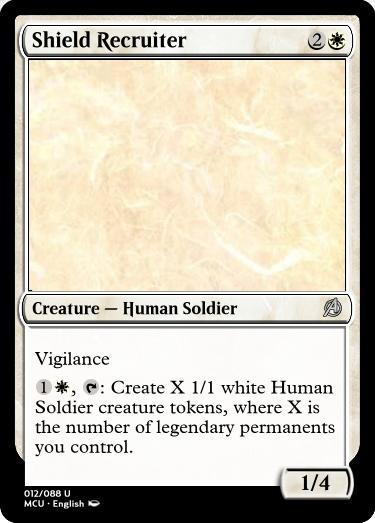 Shield Recruiter 2
Creature — Human Soldier
Vigilance
1, : Create X 1/1 white Human
Soldier creature tokens, where X is
the number of legendary permanents
you control.
1/4
012/088 U
MCU · English